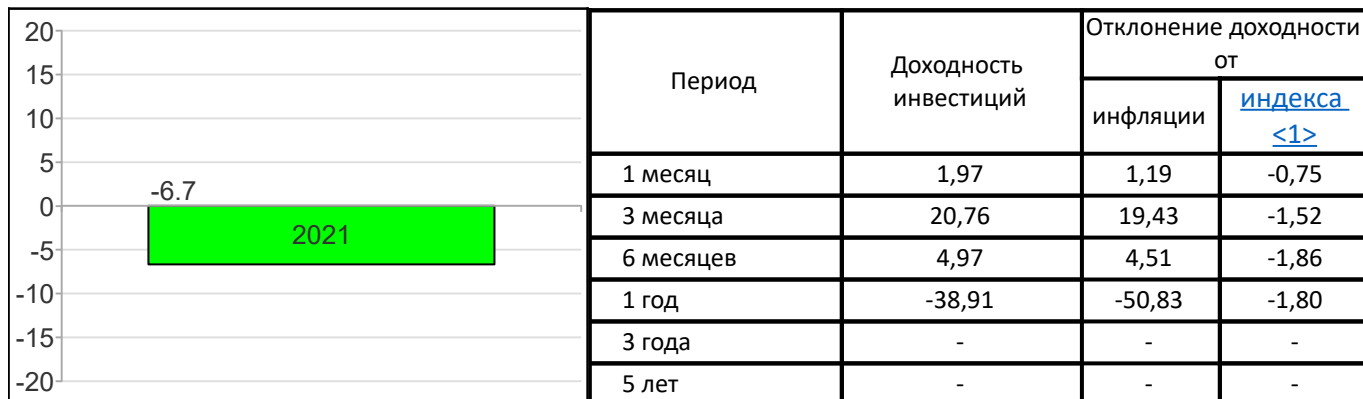 20
15
10
5
0
-5
-10
-15
-20
-6.7
2021
Период
Доходность
инвестиций
Отклонение доходности
от
инфляции
индекса
<1>
1 месяц 1,97 1,19 -0,75
3 месяца 20,76 19,43 -1,52
6 месяцев 4,97 4,51 -1,86
1 год -38,91 -50,83 -1,80
3 года - - -
5 лет - - -